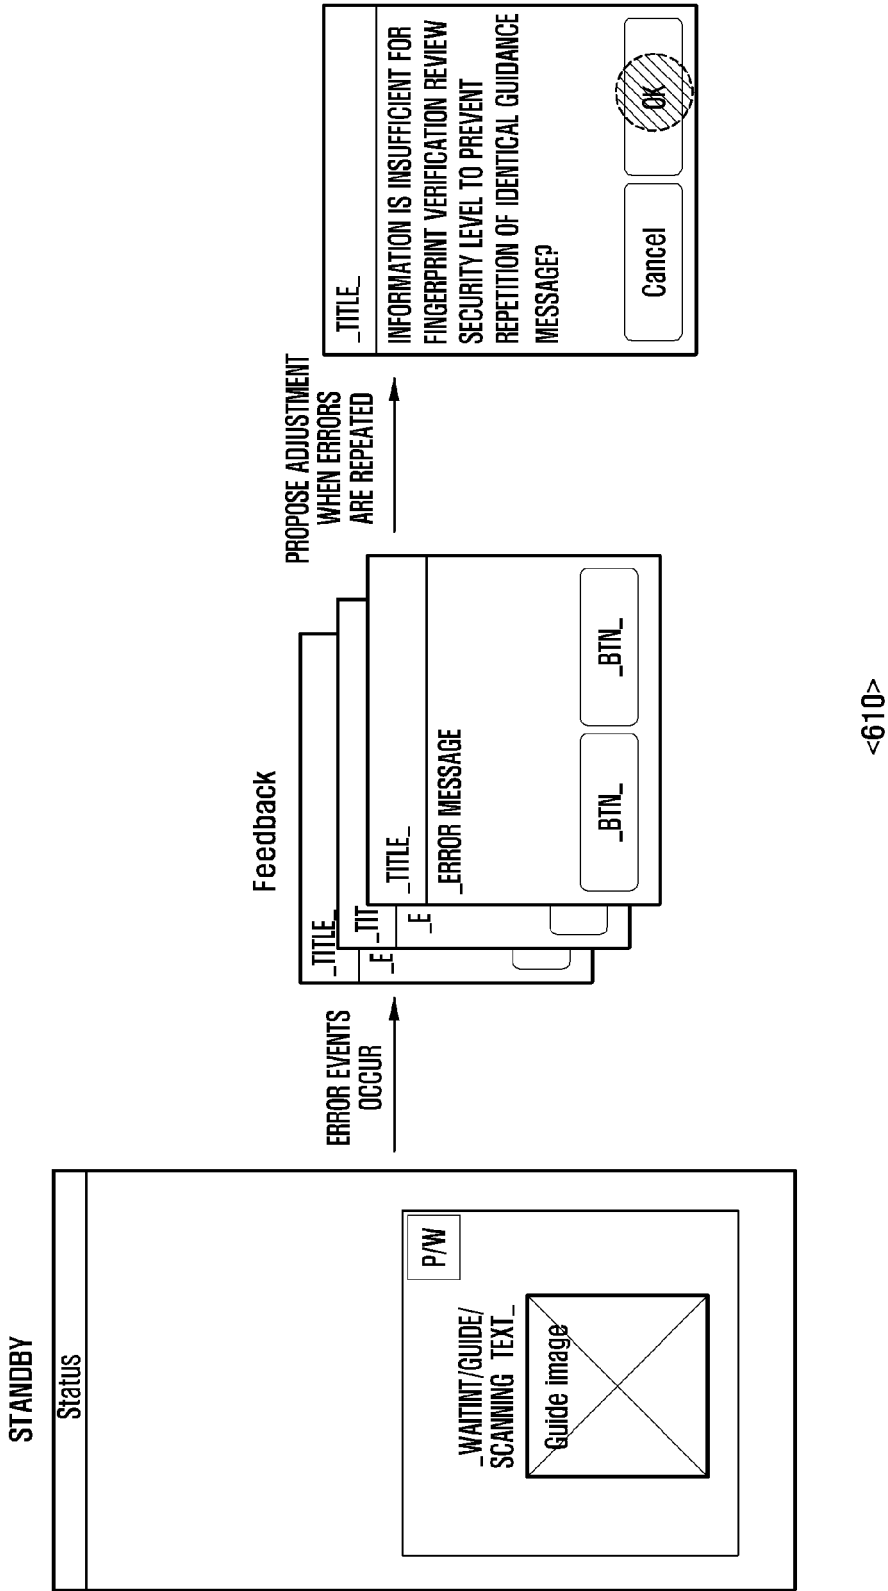 STANDBY
Status
P/W
_WAITINT/GUIDE/
SCANNING TEXT_
Guide image
ERROR EVENTS
OCCUR
Feedback
_TITLE_
_E
_TIT
_E
_TITLE_
_ERROR MESSAGE
_BTN_
_BTN_
PROPOSE ADJUSTMENT
WHEN ERRORS
ARE REPEATED
_TITLE_
INFORMATION IS INSUFFICIENT FOR
FINGERPRINT VERIFICATION REVIEW
SECURITY LEVEL TO PREVENT
REPETITION OF IDENTICAL GUIDANCE
MESSAGE?
Cancel
OK
<610>